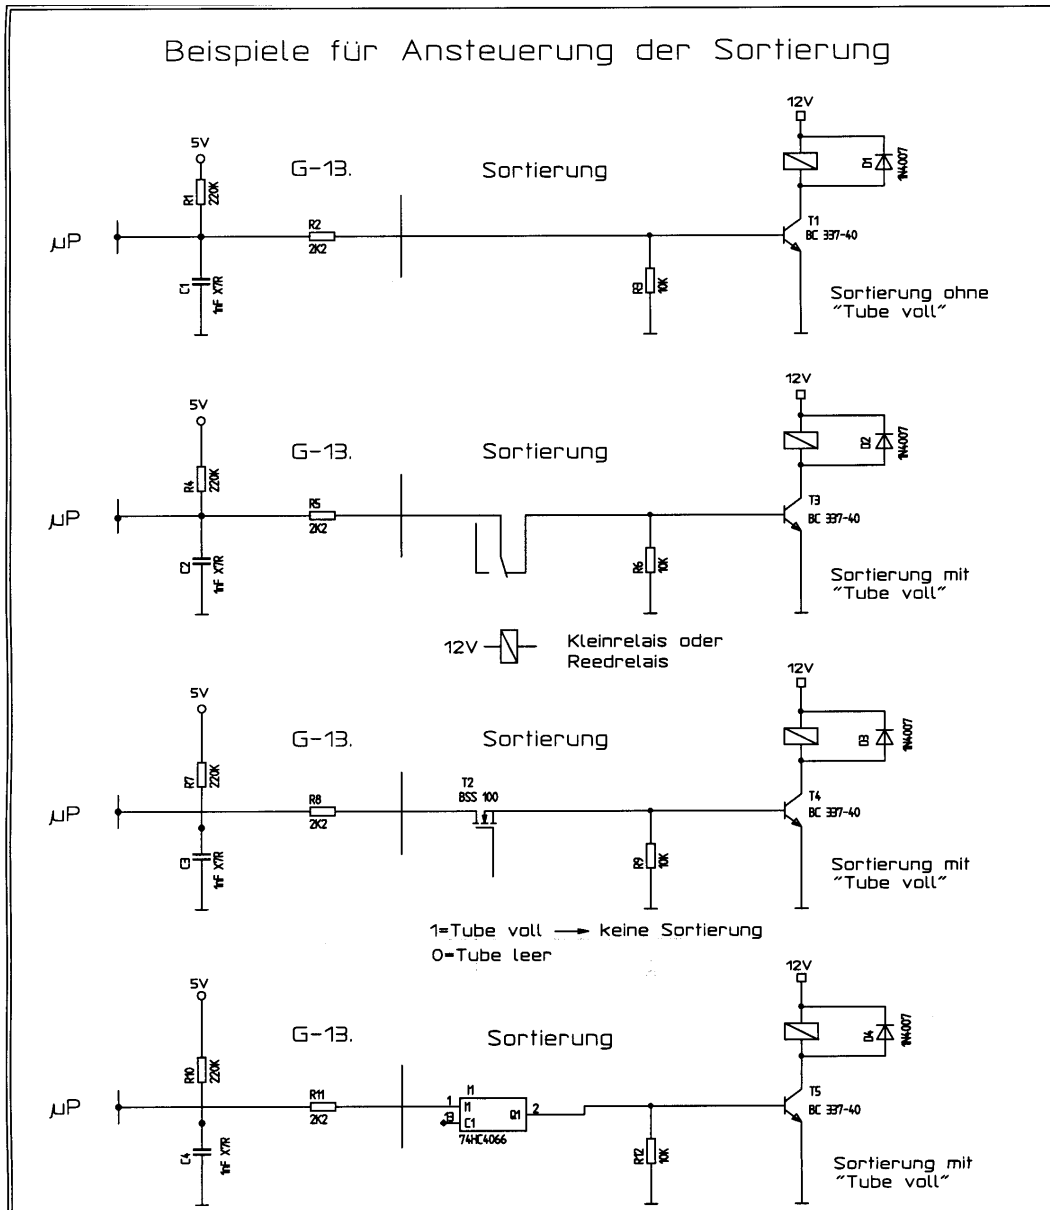 Beispiele für Ansteuerung der Sortierung
12V
5V
G-13.
Sortierung
R1
220K
D1
1N4007
µP
R2
2K2
T1
BC 337-40
C1
1nF X7R
R3
10K
Sortierung ohne
"Tube voll"
12V
5V
G-13.
Sortierung
R4
220K
D2
1N4007
µP
R5
2K2
T3
BC 337-40
C2
1nF X7R
R6
10K
Sortierung mit
"Tube voll"
12V
Kleinrelais oder
Reedrelais
12V
5V
G-13.
Sortierung
R7
220K
D3
1N4007
µP
R8
2K2
T2
BSS 100
T4
BC 337-40
C3
1nF X7R
R9
10K
Sortierung mit
"Tube voll"
1=Tube voll → keine Sortierung
0=Tube leer
12V
5V
G-13.
Sortierung
R10
220K
D4
1N4007
µP
R11
2K2
1
13
M
M
C1
Q1
2
74HC4066
T5
BC 337-40
C4
1nF X7R
R12
10K
Sortierung mit
"Tube voll"